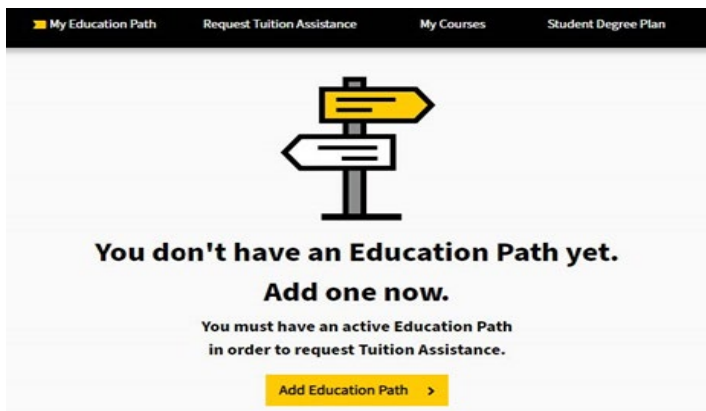 My Education Path Request Tuition Assistance My Courses Student Degree Plan
You don't have an Education Path yet.
Add one now.
You must have an active Education Path
in order to request Tuition Assistance.
Add Education Path >